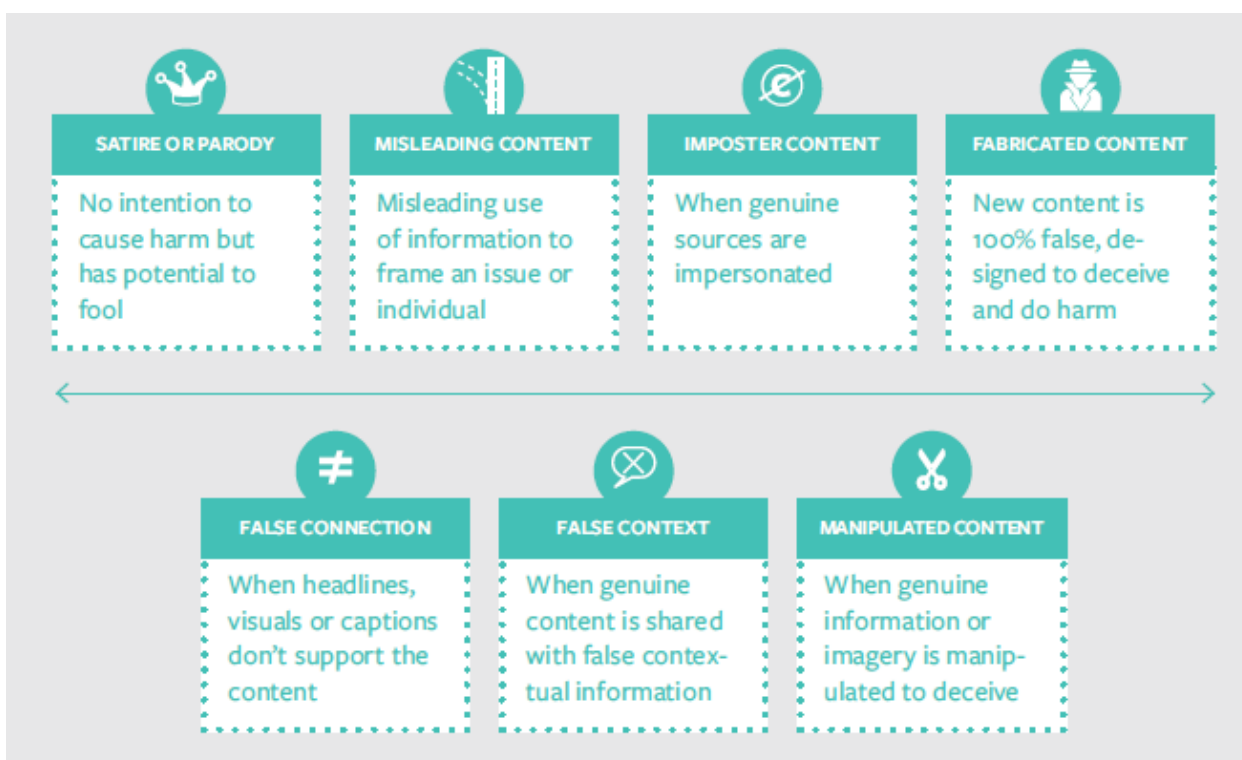 SATIRE OR PARODY
No intention to
cause harm but
has potential to
fool
MISLEADING CONTENT
Misleading use
of information to
frame an issue or
individual
IMPOSTER CONTENT
When genuine
sources are
impersonated
FABRICATED CONTENT
New content is
100% false, de-
signed to deceive
and do harm
FALSE CONNECTION
When headlines,
visuals or captions
don't support the
content
FALSE CONTEXT
When genuine
content is shared
with false contex-
tual information
MANIPULATED CONTENT
When genuine
information or
imagery is manip-
ulated to deceive